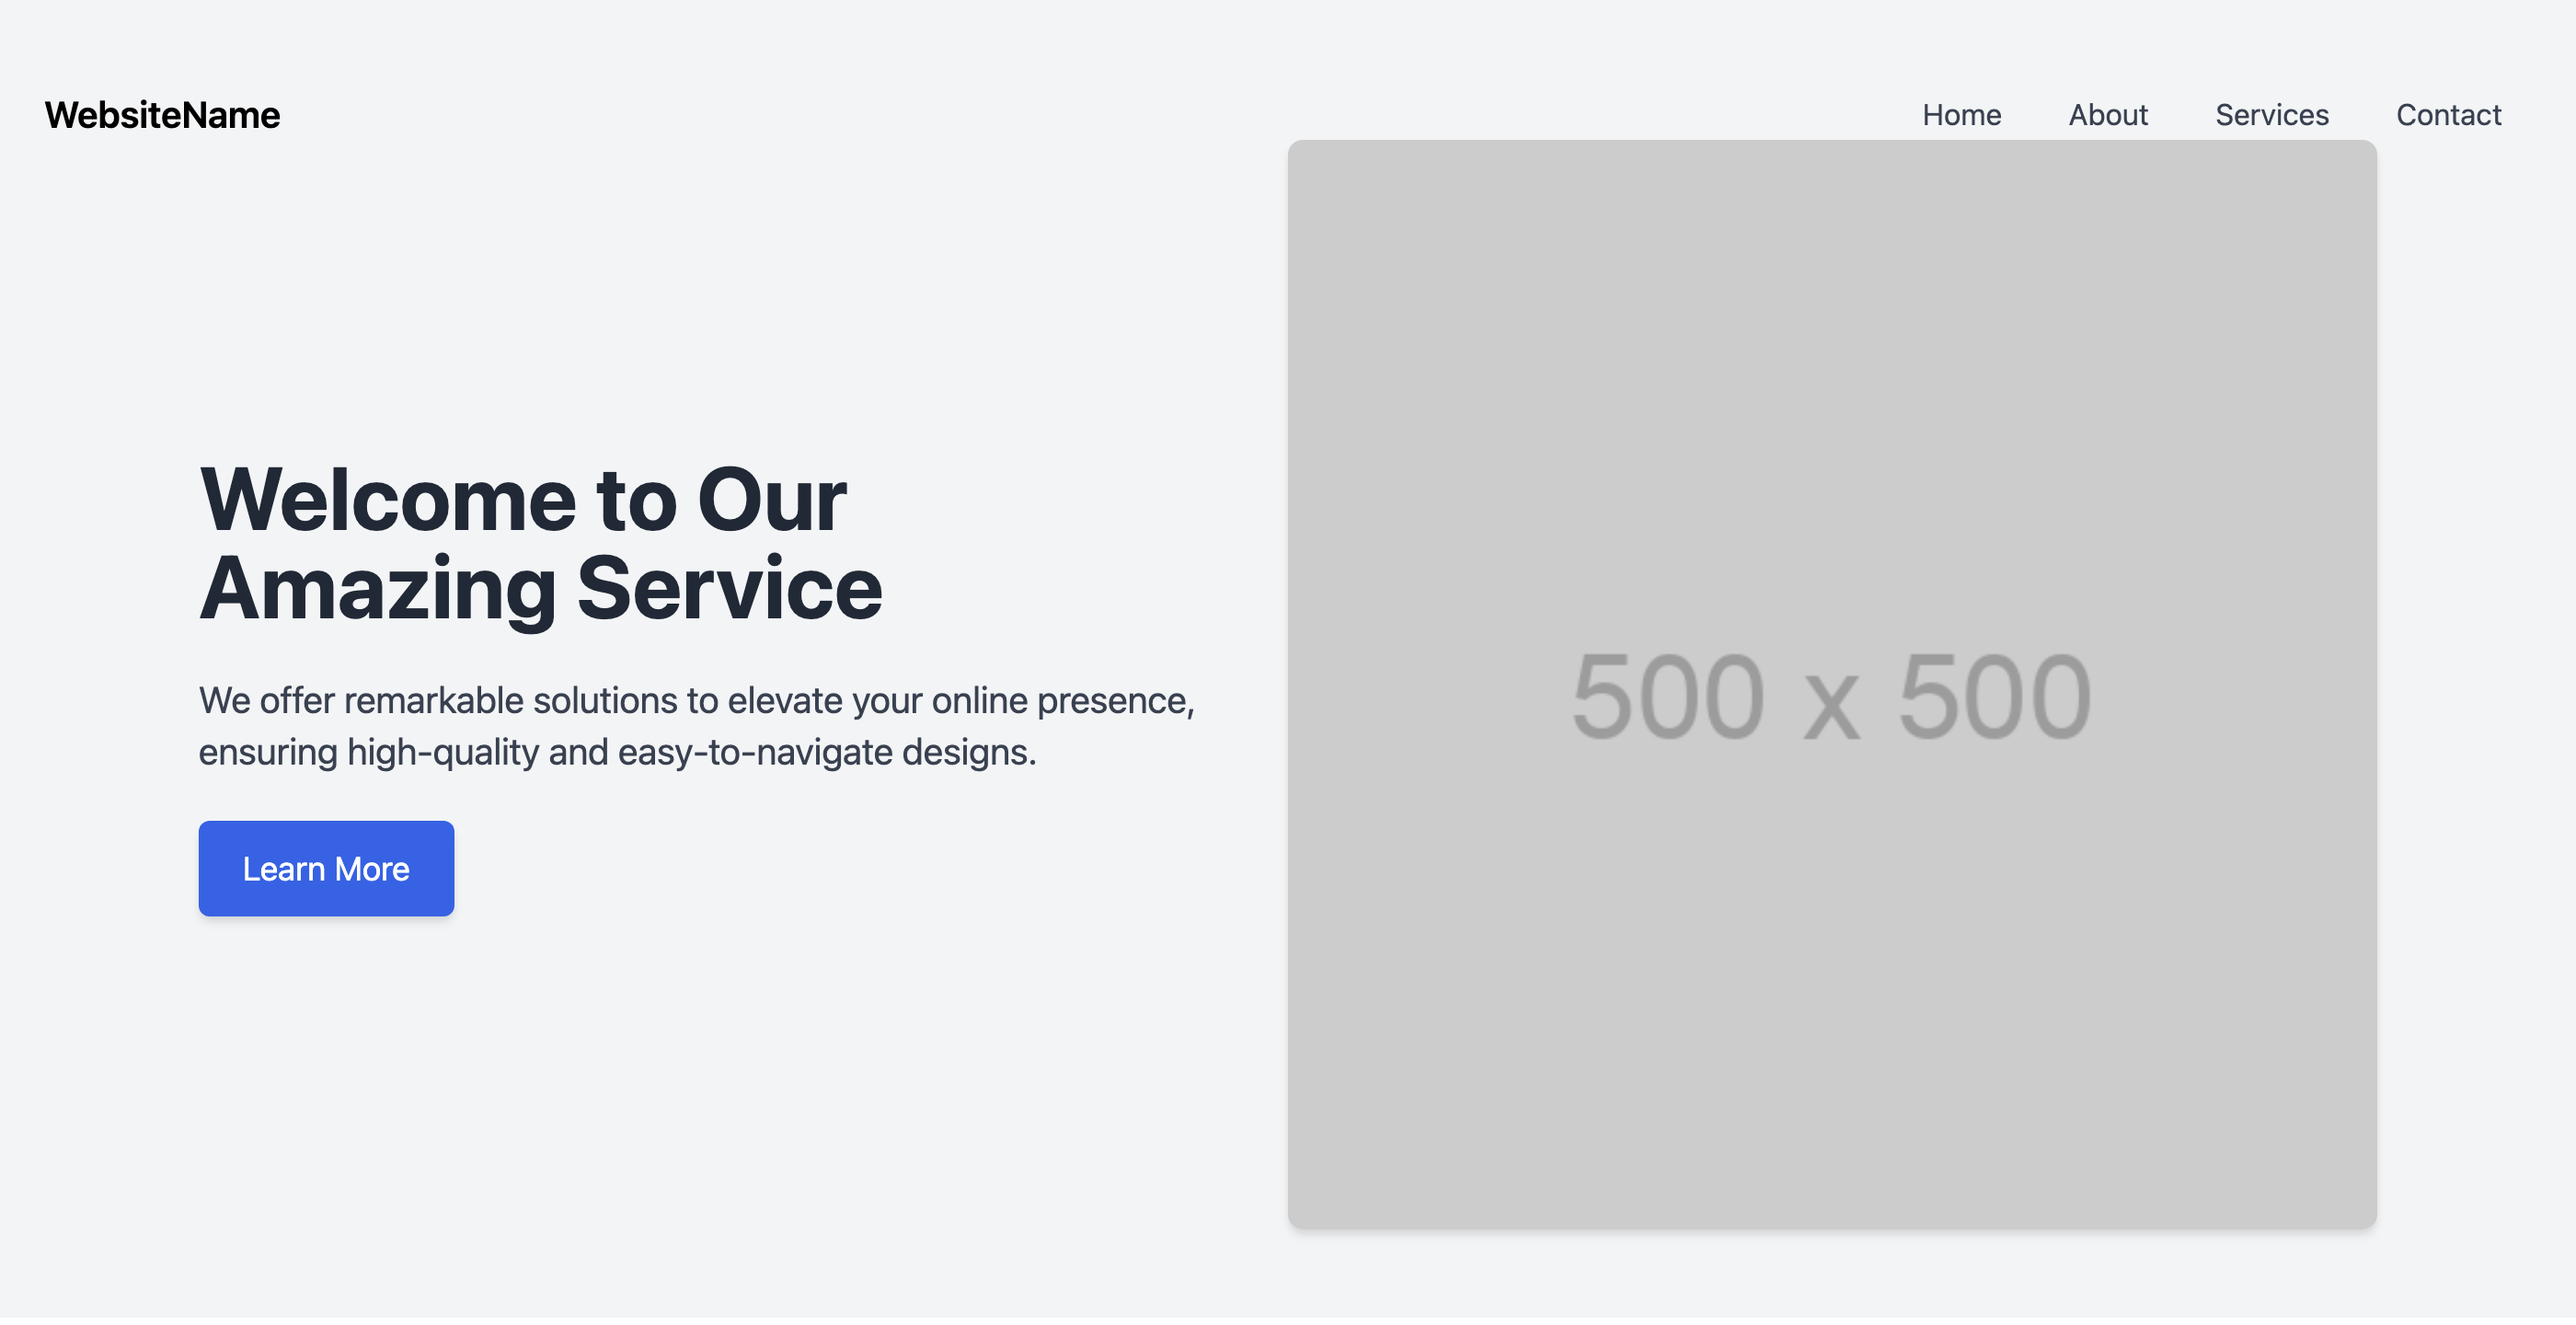 WebsiteName
Home About Services Contact
Welcome to Our
Amazing Service
We offer remarkable solutions to elevate your online presence,
ensuring high-quality and easy-to-navigate designs.
Learn More
500 x 500